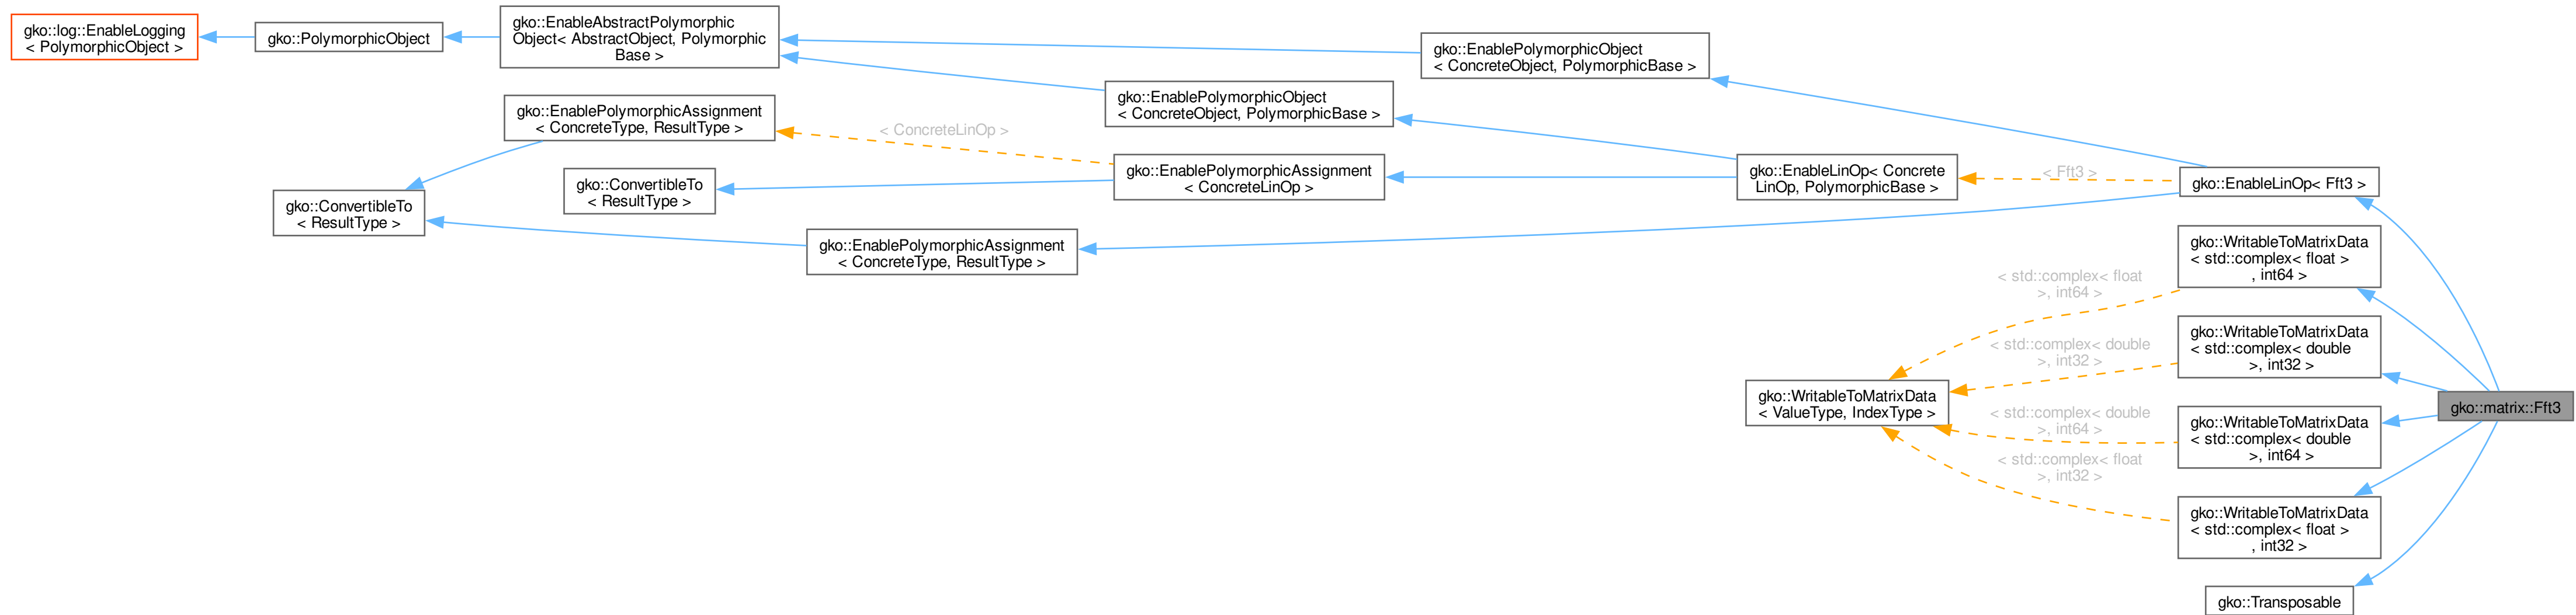 gko::log::EnableLogging
< PolymorphicObject >
gko::PolymorphicObject
gko::EnableAbstractPolymorphic
Object< AbstractObject, Polymorphic
Base >
gko::EnablePolymorphicObject
< ConcreteObject, PolymorphicBase >
gko::EnablePolymorphicObject
< ConcreteObject, PolymorphicBase >
gko::EnablePolymorphicAssignment
< ConcreteType, ResultType >
< ConcreteLinOp >
gko::ConvertibleTo
< ResultType >
gko::ConvertibleTo
< ResultType >
gko::EnablePolymorphicAssignment
< ConcreteLinOp >
gko::EnableLinOp< Concrete
LinOp, PolymorphicBase >
< Fft3 >
gko::EnableLinOp< Fft3 >
gko::EnablePolymorphicAssignment
< ConcreteType, ResultType >
gko::WritableToMatrixData
< std::complex< float >
, int64 >
< std::complex< float
>, int64 >
gko::WritableToMatrixData
< std::complex< double
>, int32 >
< std::complex< double
>, int32 >
gko::WritableToMatrixData
< ValueType, IndexType >
gko::matrix::Fft3
< std::complex< double
>, int64 >
gko::WritableToMatrixData
< std::complex< double
>, int64 >
< std::complex< float
>, int32 >
gko::WritableToMatrixData
< std::complex< float >
, int32 >
gko::Transposable